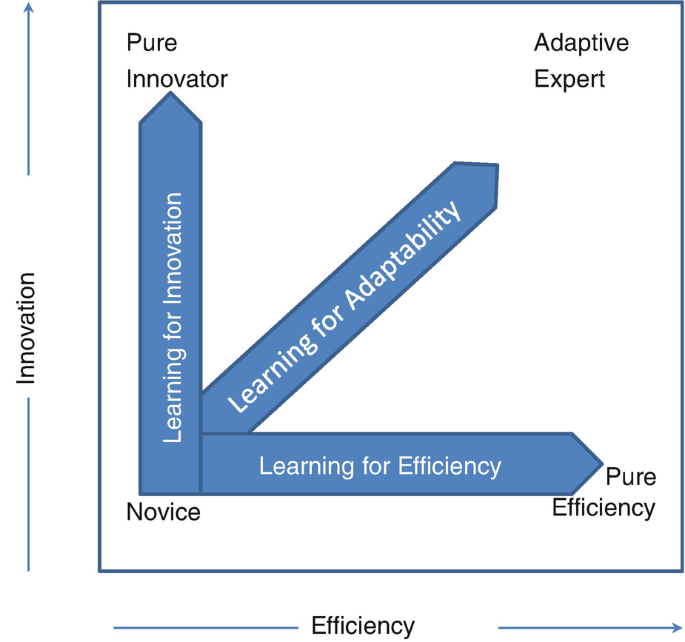 Pure
Innovator
Adaptive
Expert
Learning for Innovation
Learning for Adaptability
Learning for Efficiency
Pure
Efficiency
Novice
Innovation
Efficiency